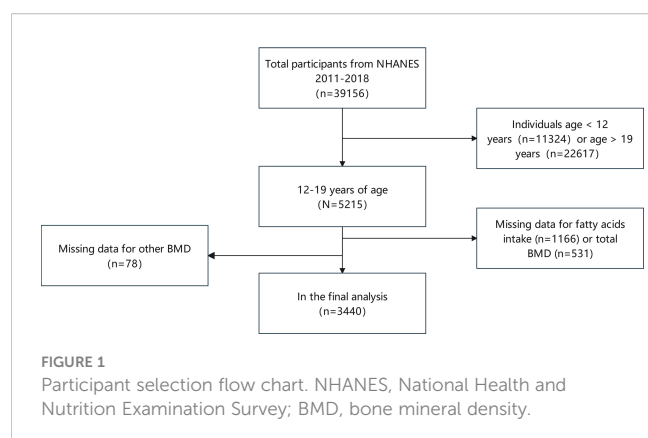 Total participants from NHANES
2011-2018
(n=39156)
Individuals age < 12
years (n=11324) or age > 19
years (n=22617)
12-19 years of age
(N=5215)
Missing data for other BMD
(n=78)
Missing data for fatty acids
intake (n=1166) or total
BMD (n=531)
In the final analysis
(n=3440)
FIGURE 1
Participant selection flow chart. NHANES, National Health and
Nutrition Examination Survey; BMD, bone mineral density.